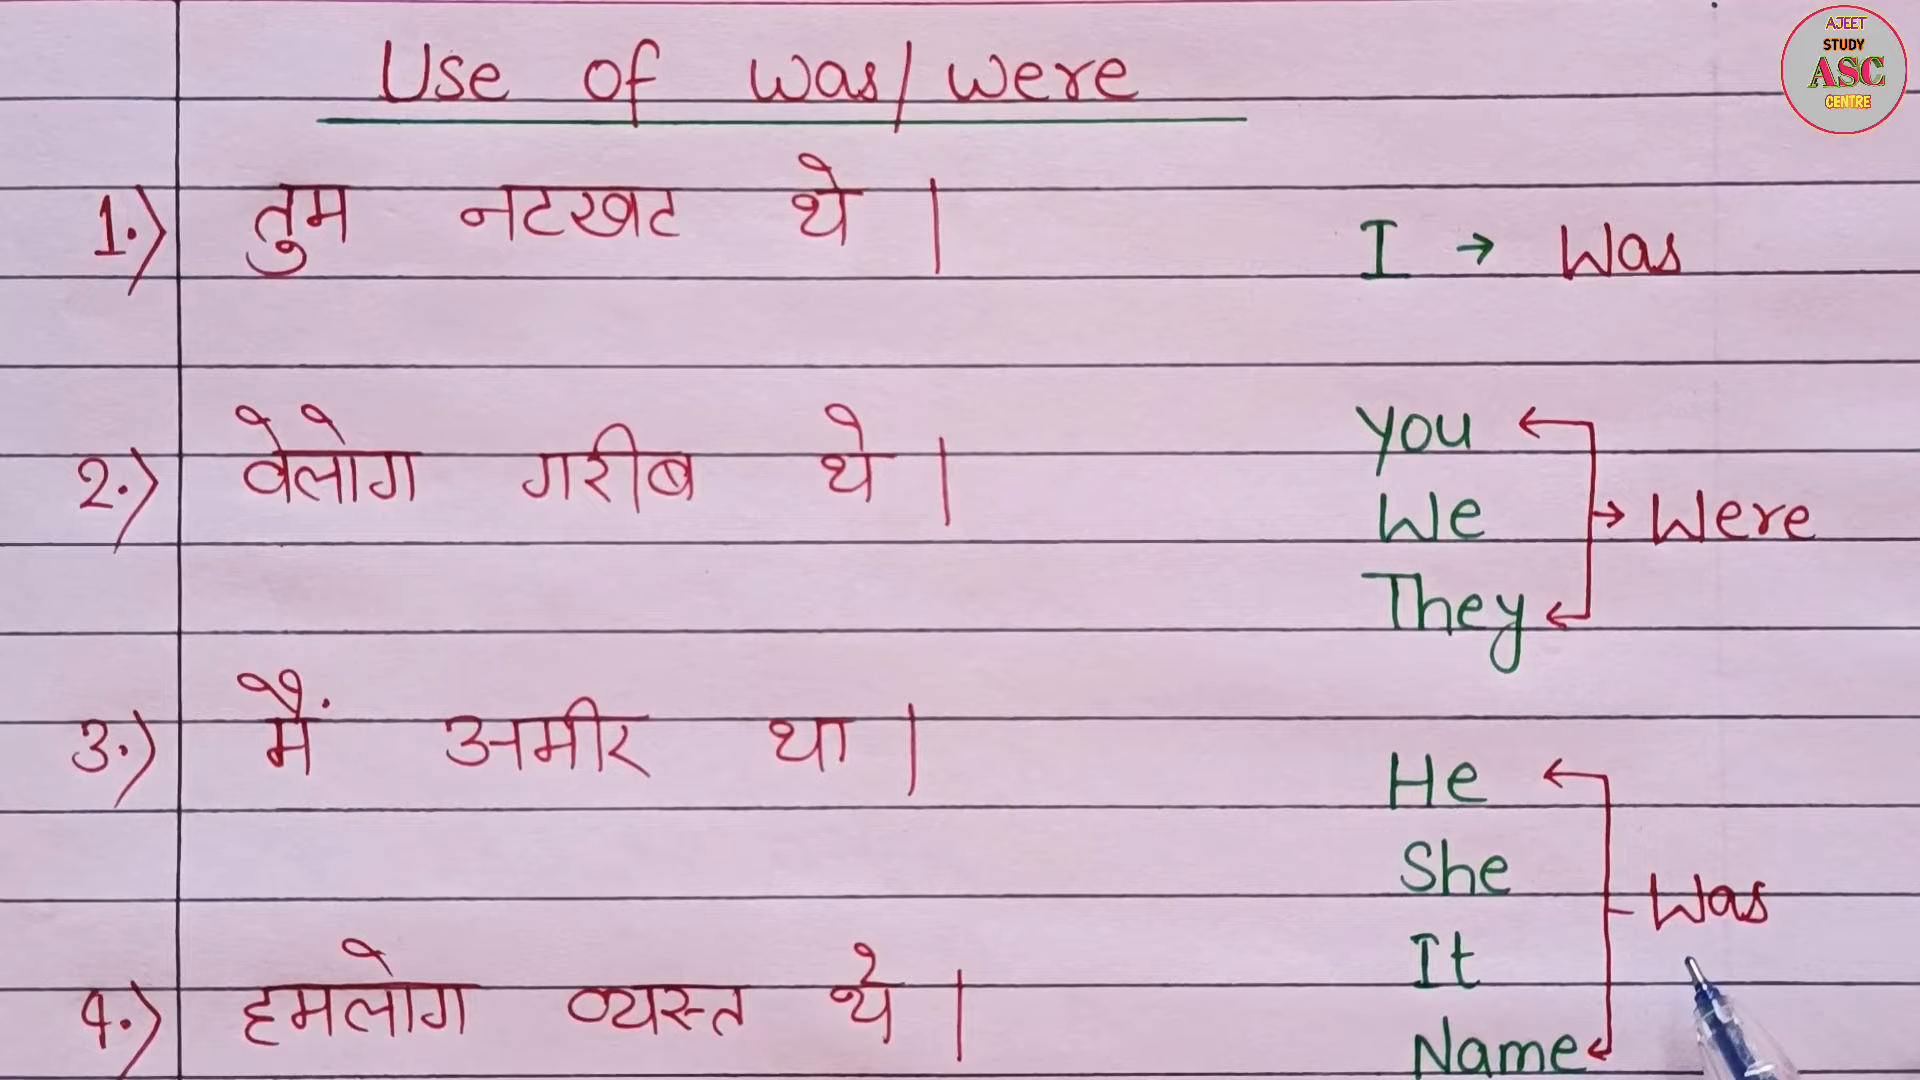 AJEET
STUDY
ASC
CENTRE
Use of was/were
1.) तुम नटखट थे।
I → Was
2.) वेलोग गरीब थे।
You
We → Were
They
3.) मैं अमीर था।
He
She
Was
It
4.) हमलोग व्यस्त थे।
Name